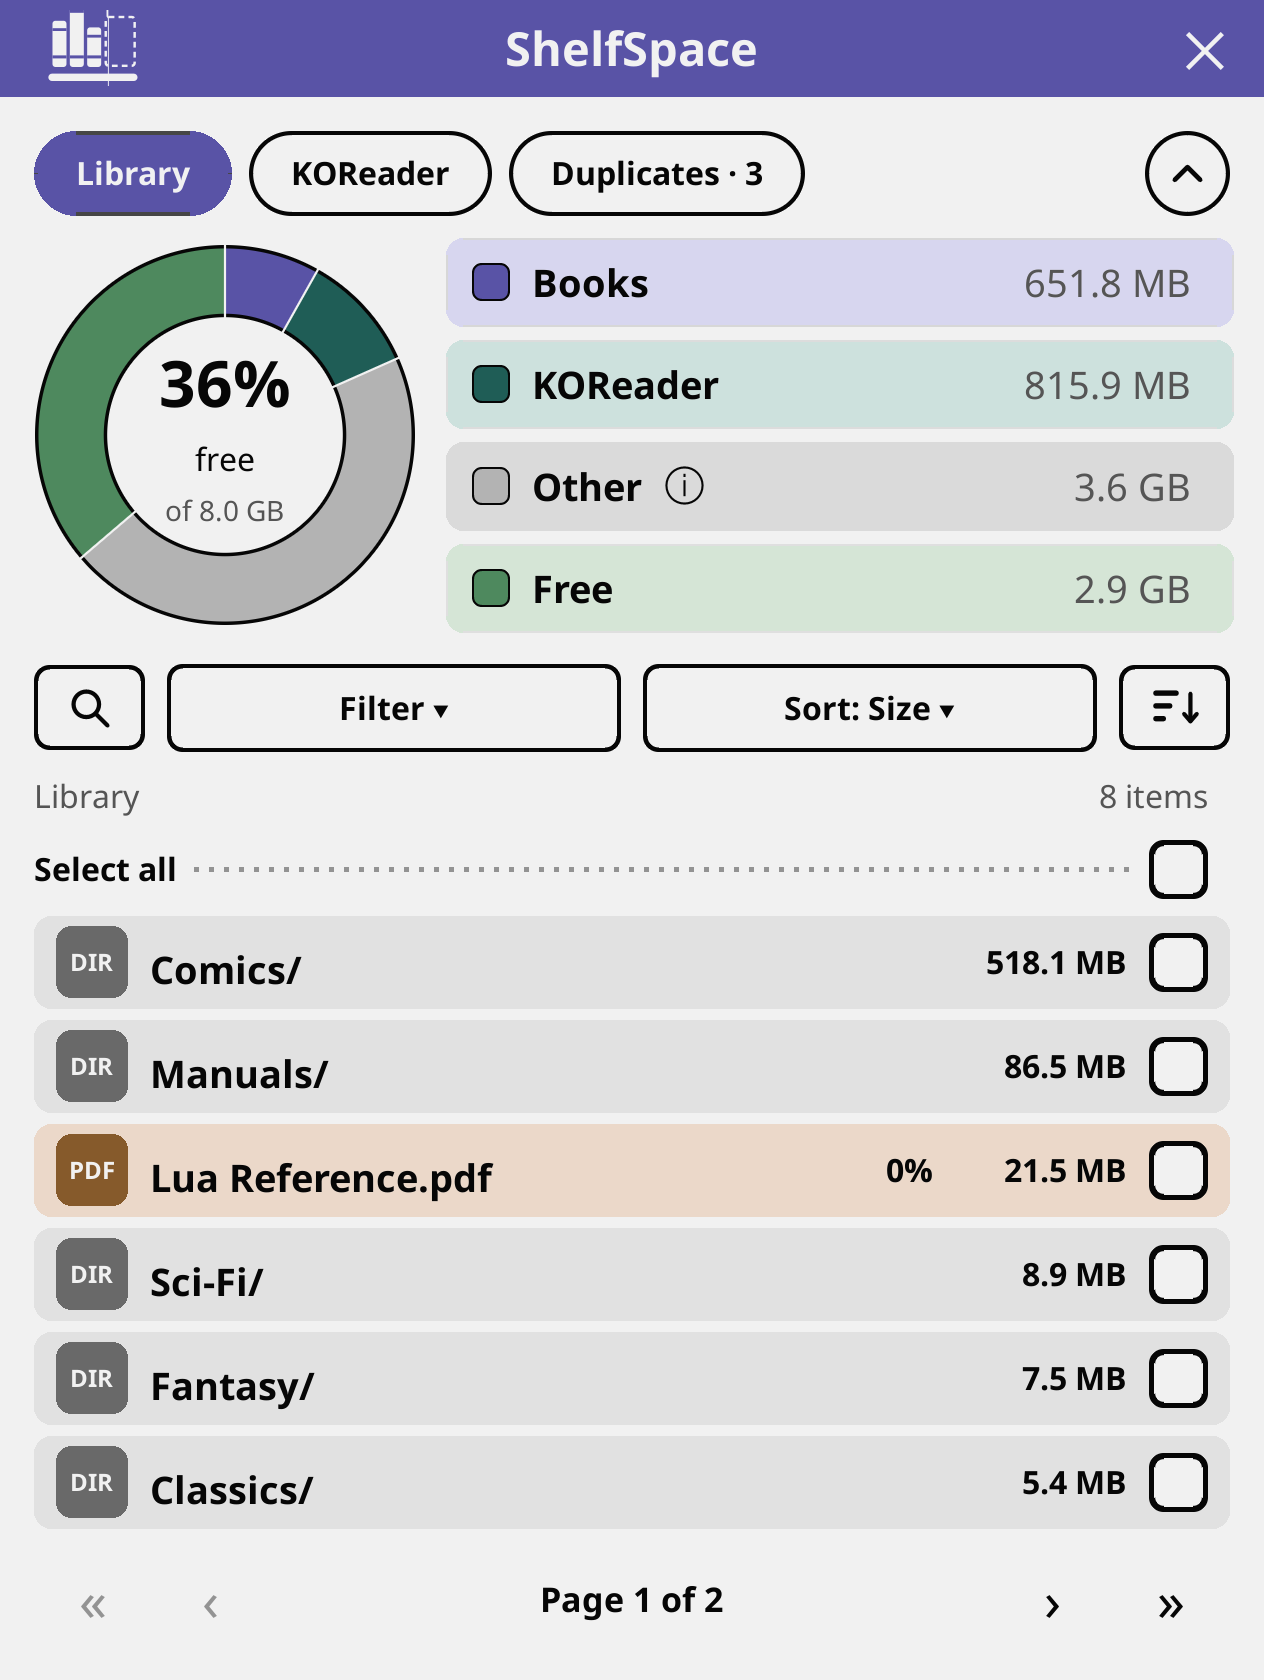 ShelfSpace
Library
KOReader
Duplicates · 3
36%
free
of 8.0 GB
Books 651.8 MB
KOReader 815.9 MB
Other ⓘ 3.6 GB
Free 2.9 GB
Filter ▾
Sort: Size ▾
Library 8 items
Select all
DIR Comics/ 518.1 MB
DIR Manuals/ 86.5 MB
PDF Lua Reference.pdf 0% 21.5 MB
DIR Sci-Fi/ 8.9 MB
DIR Fantasy/ 7.5 MB
DIR Classics/ 5.4 MB
« ‹ Page 1 of 2 › »